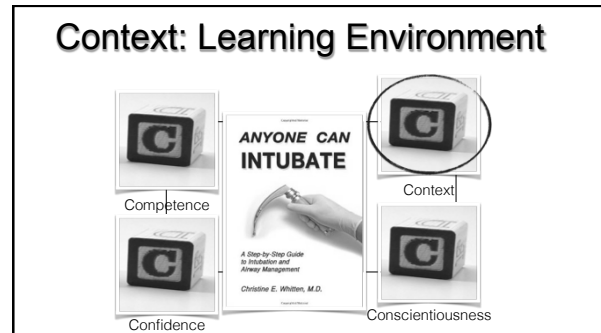 Context: Learning Environment
C
C
ANYONE CAN
INTUBATE
Competence
Context
C
C
A Step-by-Step Guide
to Intubation and
Airway Management
Christine E. Whitten, M.D.
Confidence
Conscientiousness